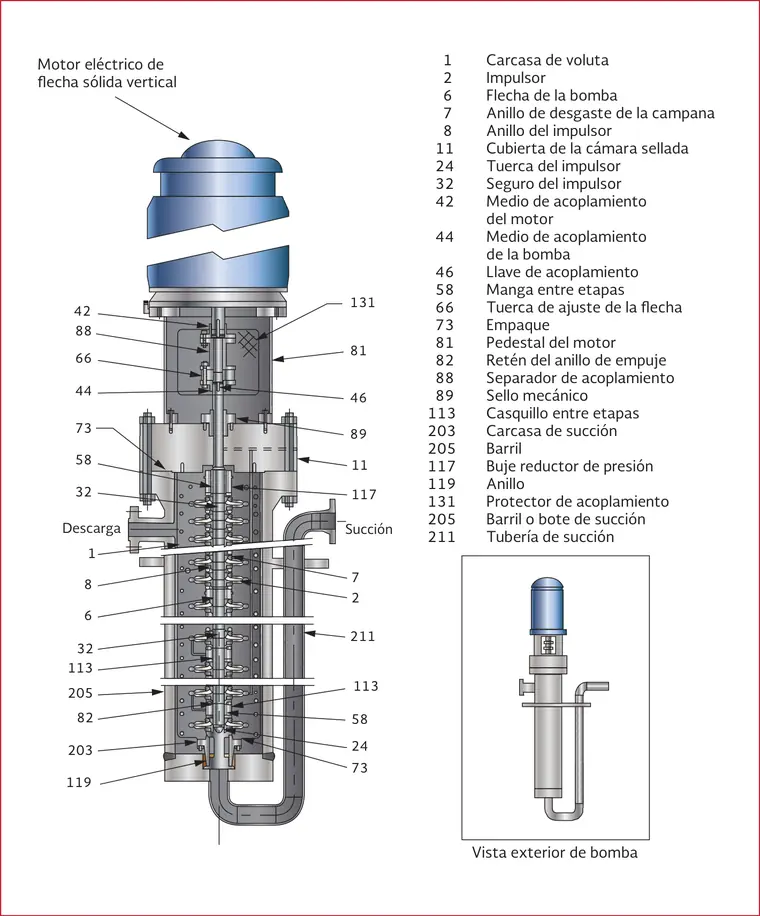 Motor eléctrico de
flecha sólida vertical
42
88
66
44
73
58
32
Descarga
1
8
6
32
113
205
82
203
119
131
81
46
89
11
117
Succión
7
2
211
113
58
24
73
1 Carcasa de voluta
2 Impulsor
6 Flecha de la bomba
7 Anillo de desgaste de la campana
8 Anillo del impulsor
11 Cubierta de la cámara sellada
24 Tuerca del impulsor
32 Seguro del impulsor
42 Medio de acoplamiento
del motor
44 Medio de acoplamiento
de la bomba
46 Llave de acoplamiento
58 Manga entre etapas
66 Tuerca de ajuste de la flecha
73 Empaque
81 Pedestal del motor
82 Retén del anillo de empuje
88 Separador de acoplamiento
89 Sello mecánico
113 Casquillo entre etapas
203 Carcasa de succión
205 Barril
117 Buje reductor de presión
119 Anillo
131 Protector de acoplamiento
205 Barril o bote de succión
211 Tubería de succión
Vista exterior de bomba